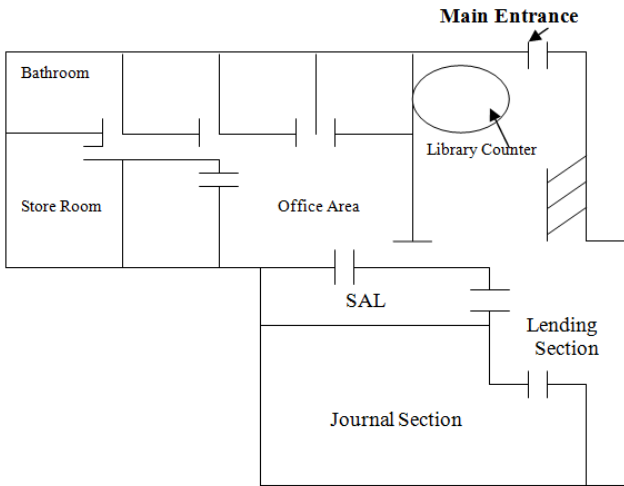 Main Entrance
Bathroom
Library Counter
Store Room
Office Area
SAL
Lending
Section
Journal Section